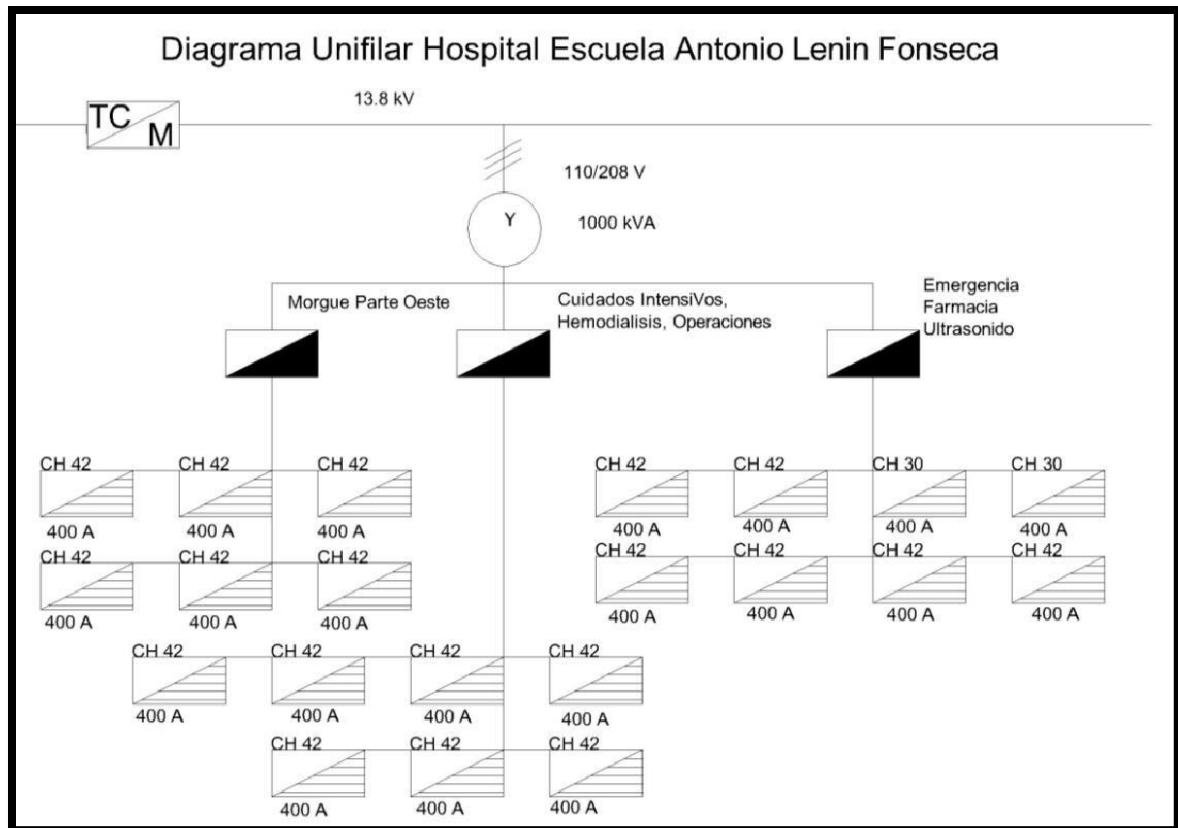 Diagrama Unifilar Hospital Escuela Antonio Lenin Fonseca
13.8 kV
TC
M
110/208 V
Y
1000 kVA
Morgue Parte Oeste
Cuidados IntensiVos,
Hemodialisis, Operaciones
Emergencia
Farmacia
Ultrasonido
CH 42 CH 42 CH 42
400 A 400 A 400 A
CH 42 CH 42 CH 42
400 A 400 A 400 A
CH 42 CH 42 CH 30 CH 30
400 A 400 A 400 A 400 A
CH 42 CH 42 CH 42 CH 42
400 A 400 A 400 A 400 A
CH 42 CH 42 CH 42 CH 42
400 A 400 A 400 A 400 A
CH 42 CH 42 CH 42
400 A 400 A 400 A